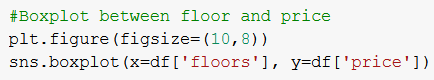 #Boxplot between floor and price
plt.figure(figsize=(10,8))
sns.boxplot(x=df['floors'], y=df['price'])